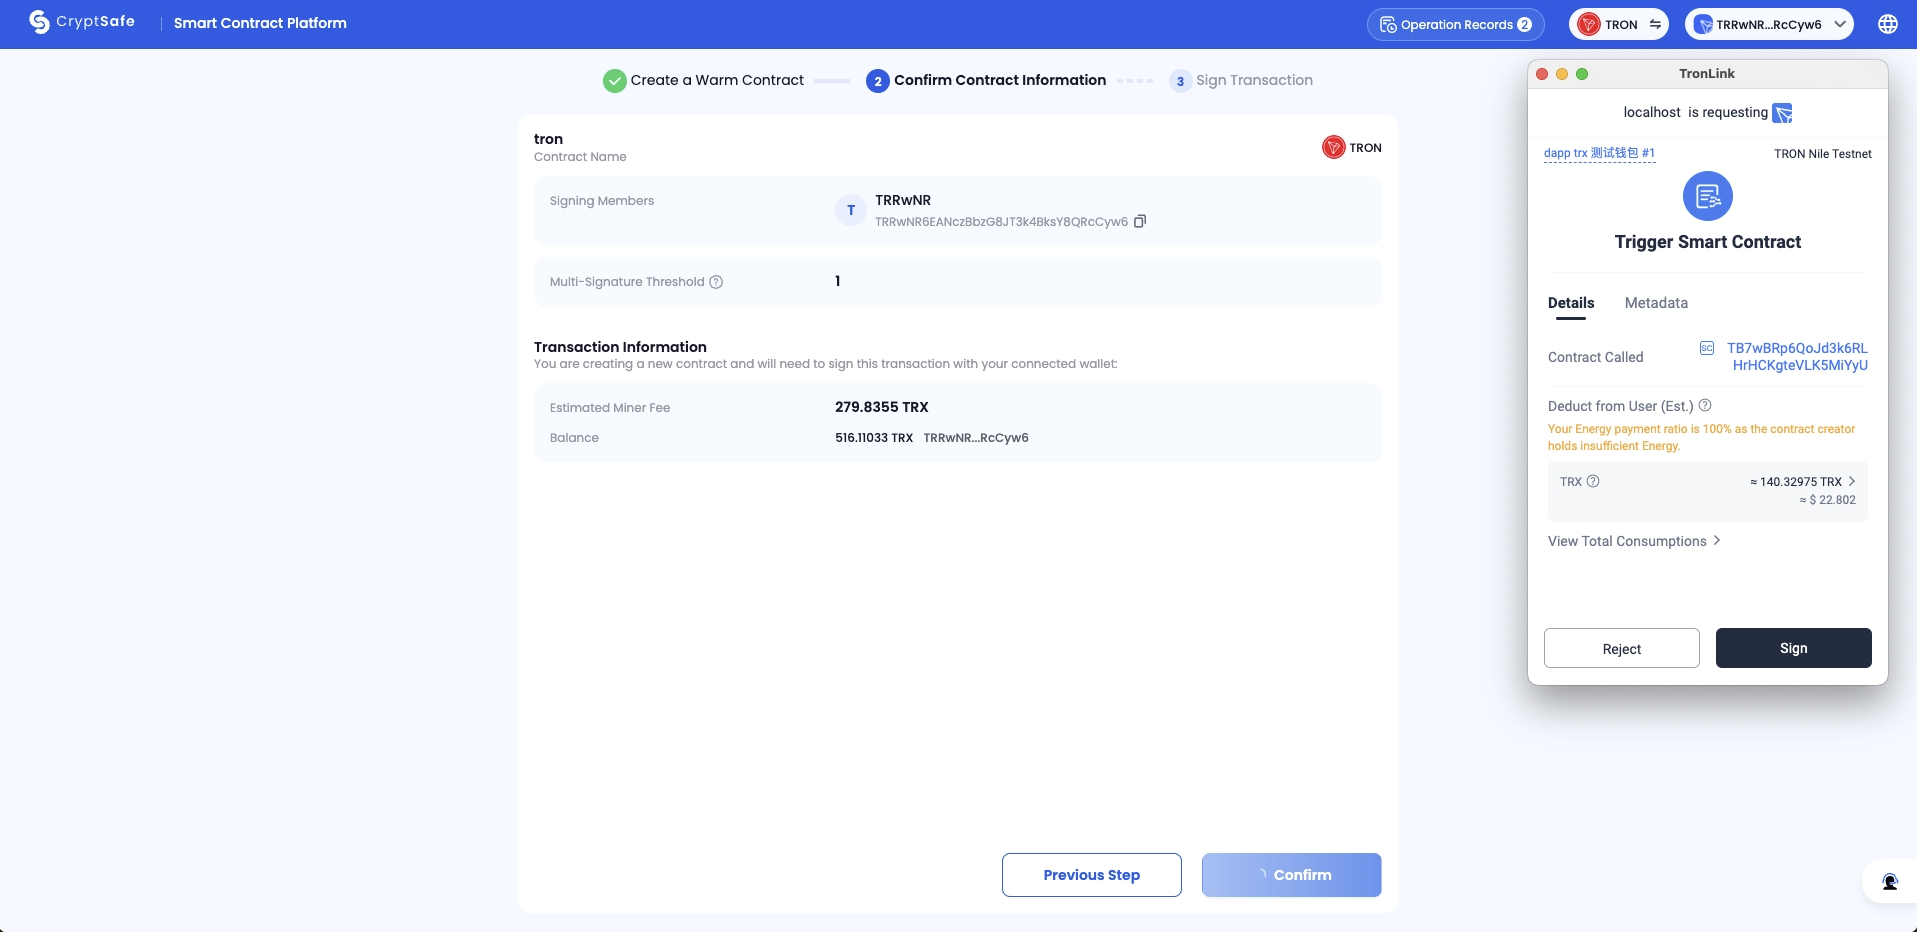 CryptSafe
Smart Contract Platform
Operation Records 2
TRON
TRRwNR...RcCyw6
Create a Warm Contract
2 Confirm Contract Information
3 Sign Transaction
tron
Contract Name
TRON
Signing Members
T
TRRwNR
TRRwNR6EANczBbzG8JT3k4BksY8QRcCyw6
Multi-Signature Threshold ?
1
Transaction Information
You are creating a new contract and will need to sign this transaction with your connected wallet:
Estimated Miner Fee
279.8355 TRX
Balance
516.11033 TRX TRRwNR...RcCyw6
Previous Step
Confirm
TronLink
localhost is requesting
dapp trx 测试钱包 #1
TRON Nile Testnet
Trigger Smart Contract
Details
Metadata
Contract Called
SC TB7wBRp6QoJd3k6RL
HrHCKgteVLK5MiYyU
Deduct from User (Est.) ?
Your Energy payment ratio is 100% as the contract creator
holds insufficient Energy.
TRX ?
≈ 140.32975 TRX
≈ $ 22.802
View Total Consumptions
Reject
Sign